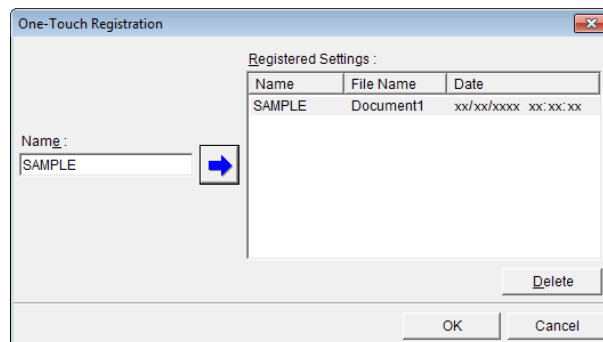 One-Touch Registration
Registered Settings :
Name File Name Date
SAMPLE Document1 xx/xx/xxxx xx:xx:xx
Name :
SAMPLE
Delete
OK Cancel